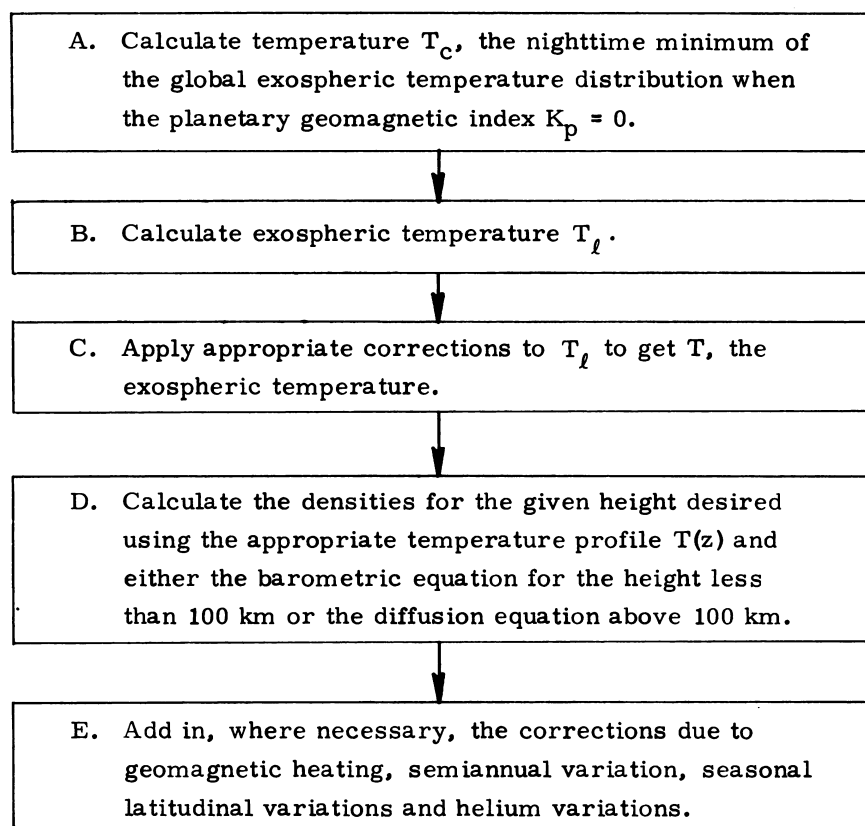 A. Calculate temperature T_c, the nighttime minimum of
the global exospheric temperature distribution when
the planetary geomagnetic index K_p = 0.
B. Calculate exospheric temperature T_ℓ.
C. Apply appropriate corrections to T_ℓ to get T, the
exospheric temperature.
D. Calculate the densities for the given height desired
using the appropriate temperature profile T(z) and
either the barometric equation for the height less
than 100 km or the diffusion equation above 100 km.
E. Add in, where necessary, the corrections due to
geomagnetic heating, semiannual variation, seasonal
latitudinal variations and helium variations.